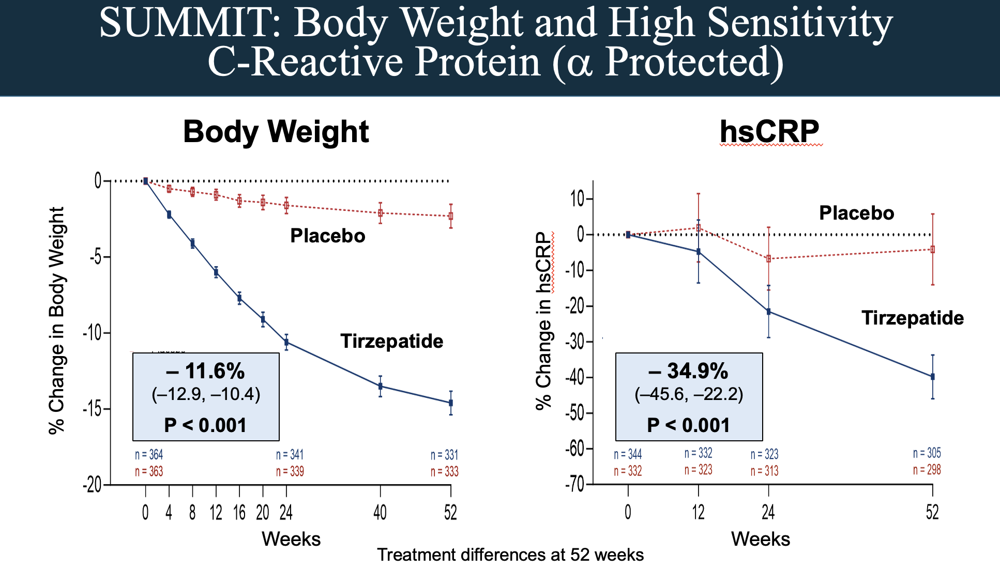 SUMMIT: Body Weight and High Sensitivity
C-Reactive Protein (α Protected)
Body Weight
% Change in Body Weight
0
-5
-10
-15
-20
Placebo
Tirzepatide
– 11.6%
(–12.9, –10.4)
P < 0.001
n = 364
n = 341
n = 331
n = 363
n = 339
n = 333
0 4 8 12 16 20 24 40 52
Weeks
hsCRP
% Change in hsCRP
10
0
-10
-20
-30
-40
-50
-60
-70
Placebo
Tirzepatide
– 34.9%
(–45.6, –22.2)
P < 0.001
n = 344
n = 332
n = 323
n = 305
n = 332
n = 323
n = 313
n = 298
0 12 24 52
Weeks
Treatment differences at 52 weeks